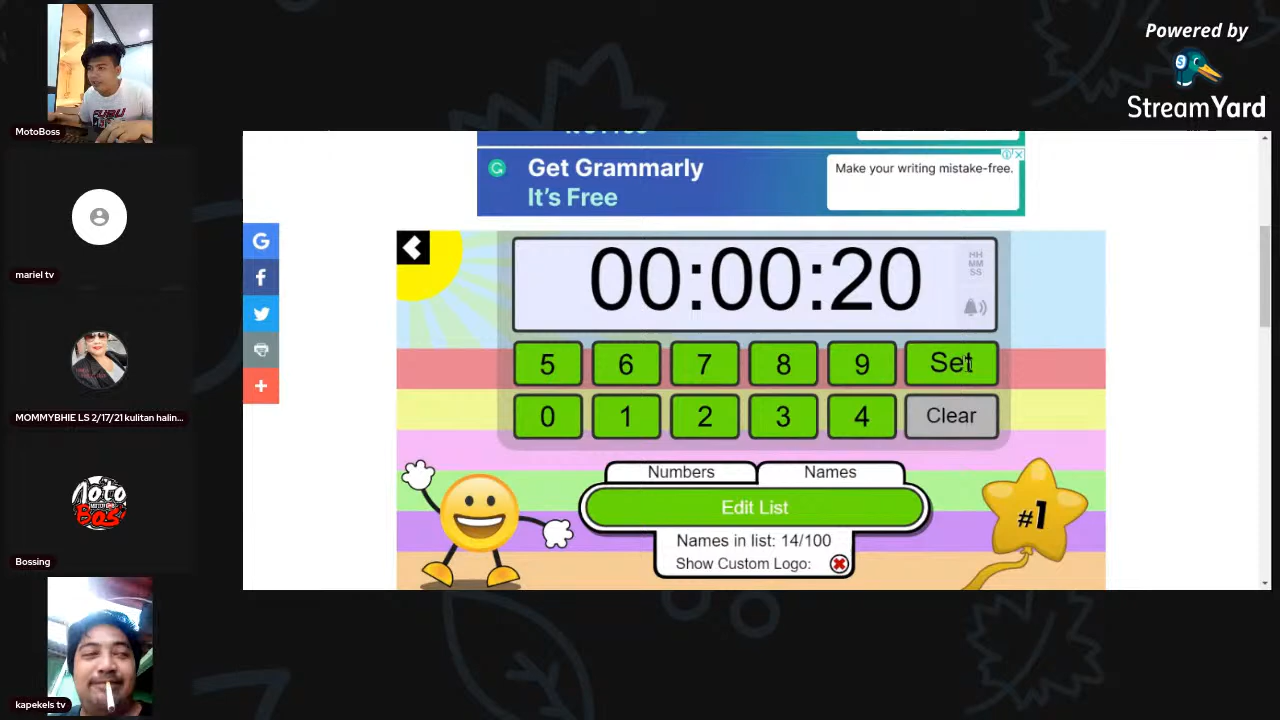 Powered by
StreamYard
MotoBoss
mariel tv
MOMMYBHIE LS 2/17/21 kulitan halin...
Moto
Bos
Bossing
kapekels tv
Get Grammarly
It's Free
Make your writing mistake-free.
00:00:20
HH
MM
SS
5 6 7 8 9 Set
0 1 2 3 4 Clear
Numbers Names
Edit List
Names in list: 14/100
Show Custom Logo:
#1